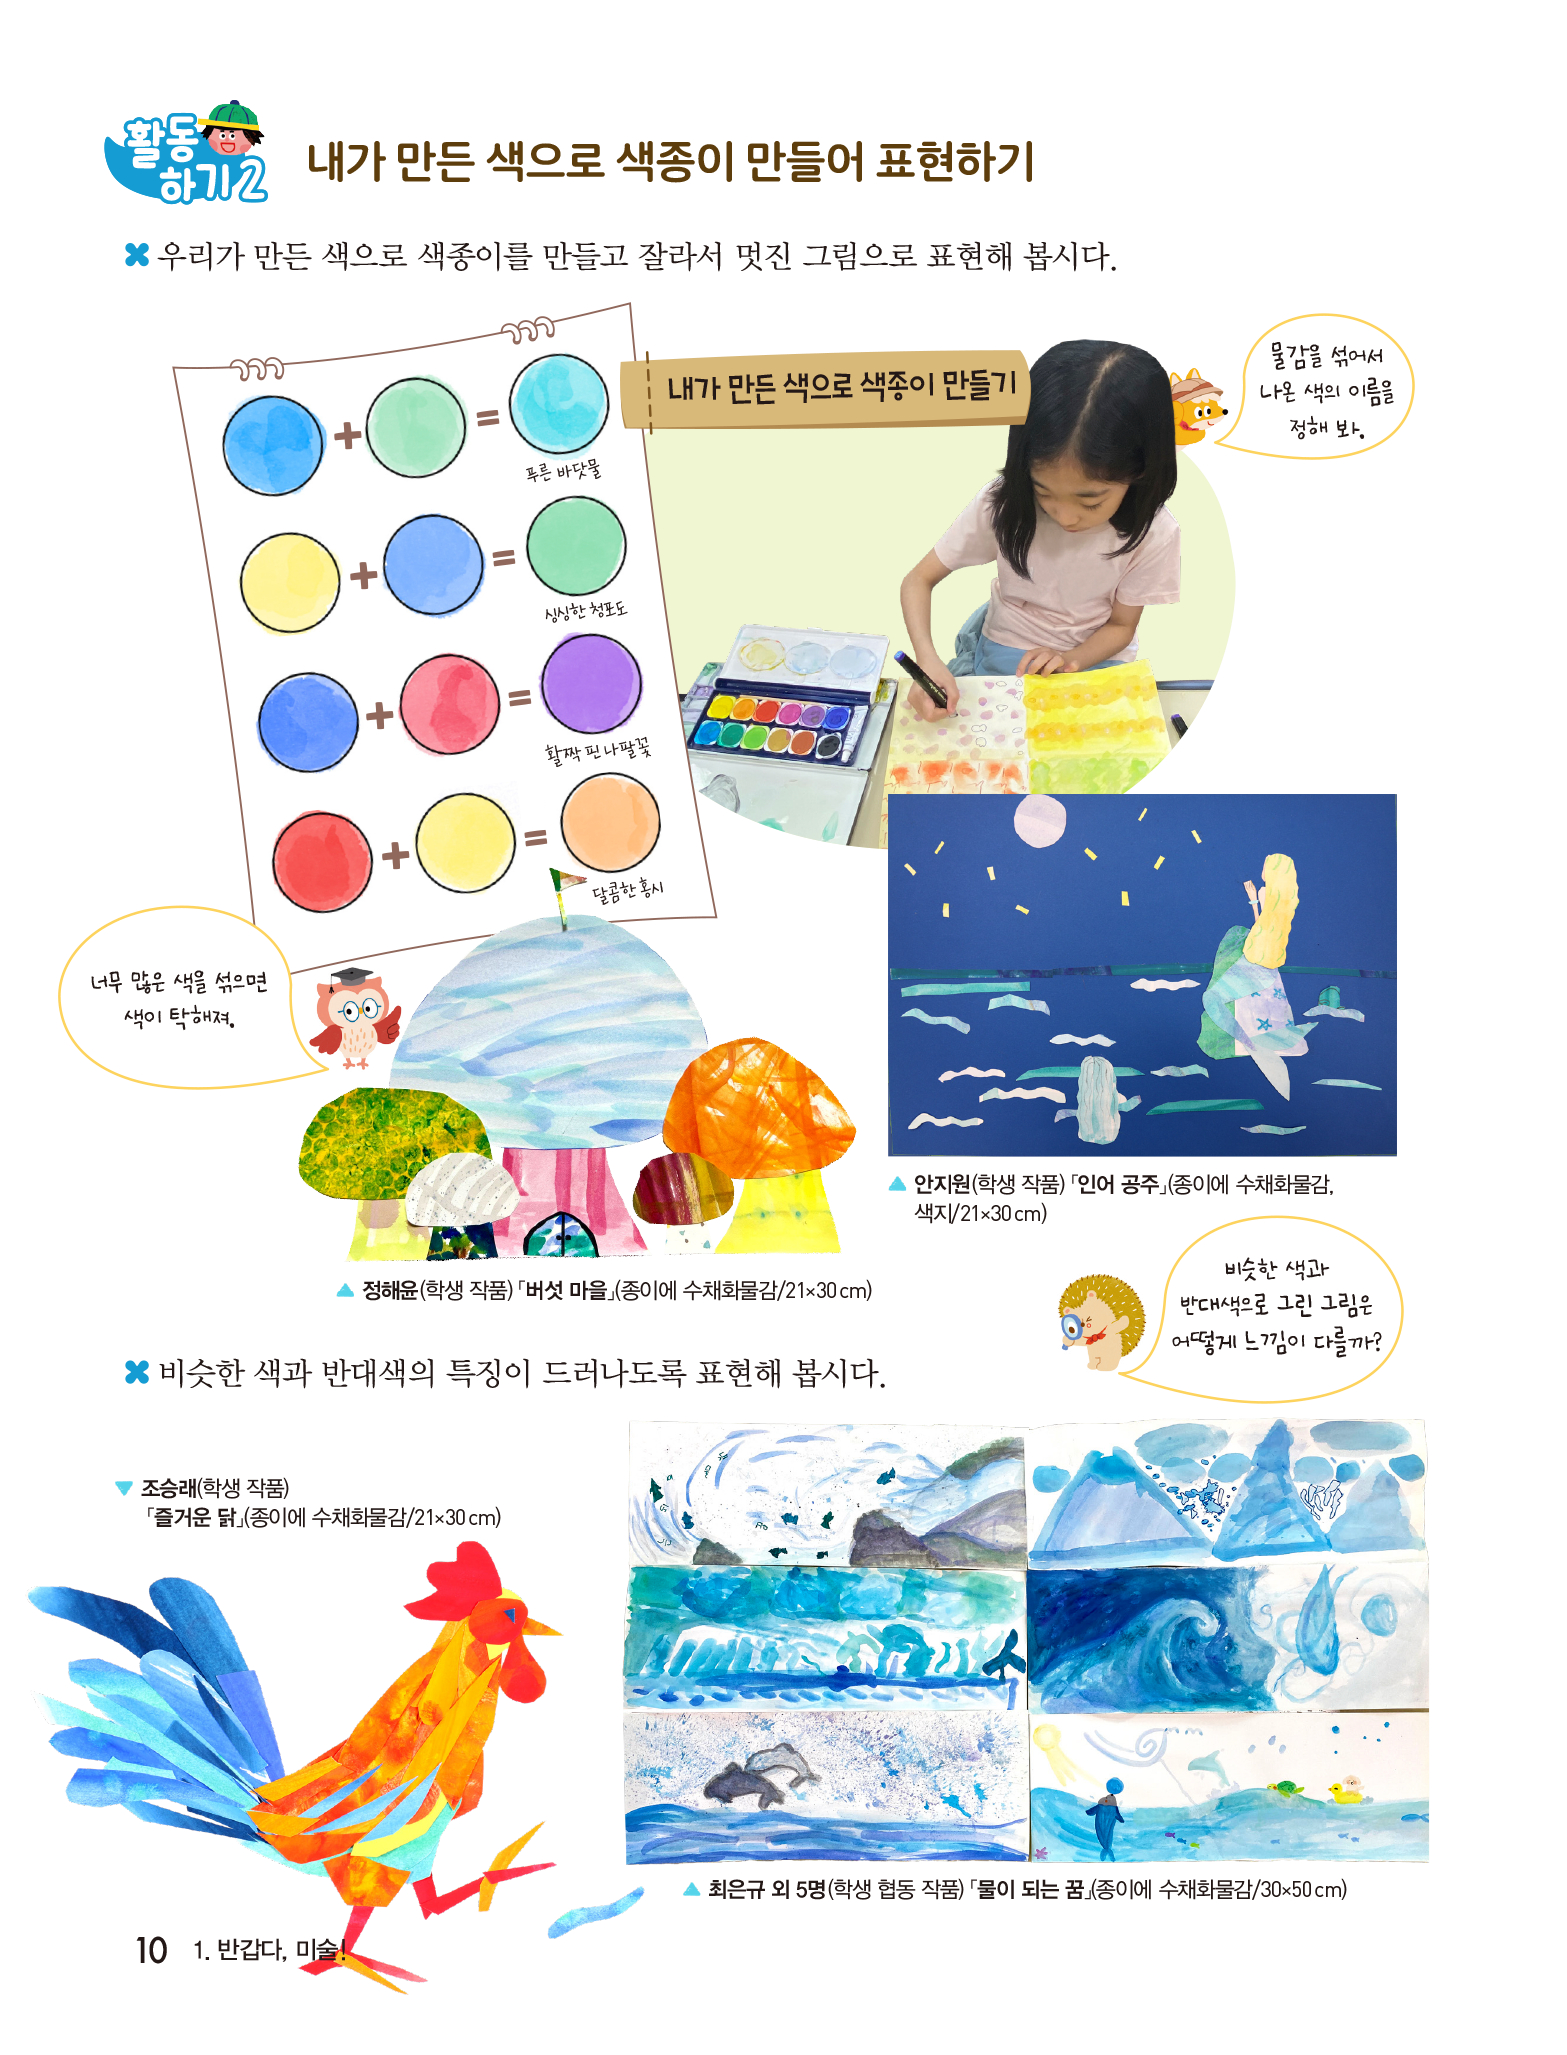 활동
하기2
내가 만든 색으로 색종이 만들어 표현하기
우리가 만든 색으로 색종이를 만들고 잘라서 멋진 그림으로 표현해 봅시다.
내가 만든 색으로 색종이 만들기
물감을 섞어서
나온 색의 이름을
정해 봐.
+ =
푸른 바닷물
+ =
싱싱한 청포도
+ =
활짝 핀 나팔꽃
+ =
달콤한 홍시
너무 많은 색을 섞으면
색이 탁해져.
▲ 안지원(학생 작품) 「인어 공주」(종이에 수채화물감,
색지/21×30cm)
▲ 정해윤(학생 작품) 「버섯 마을」(종이에 수채화물감/21×30cm)
비슷한 색과
반대색으로 그린 그림은
어떻게 느낌이 다를까?
비슷한 색과 반대색의 특징이 드러나도록 표현해 봅시다.
▼ 조승래(학생 작품)
「즐거운 닭」(종이에 수채화물감/21×30cm)
▲ 최은규 외 5명(학생 협동 작품) 「물이 되는 꿈」(종이에 수채화물감/30×50cm)
10 1. 반갑다, 미술!